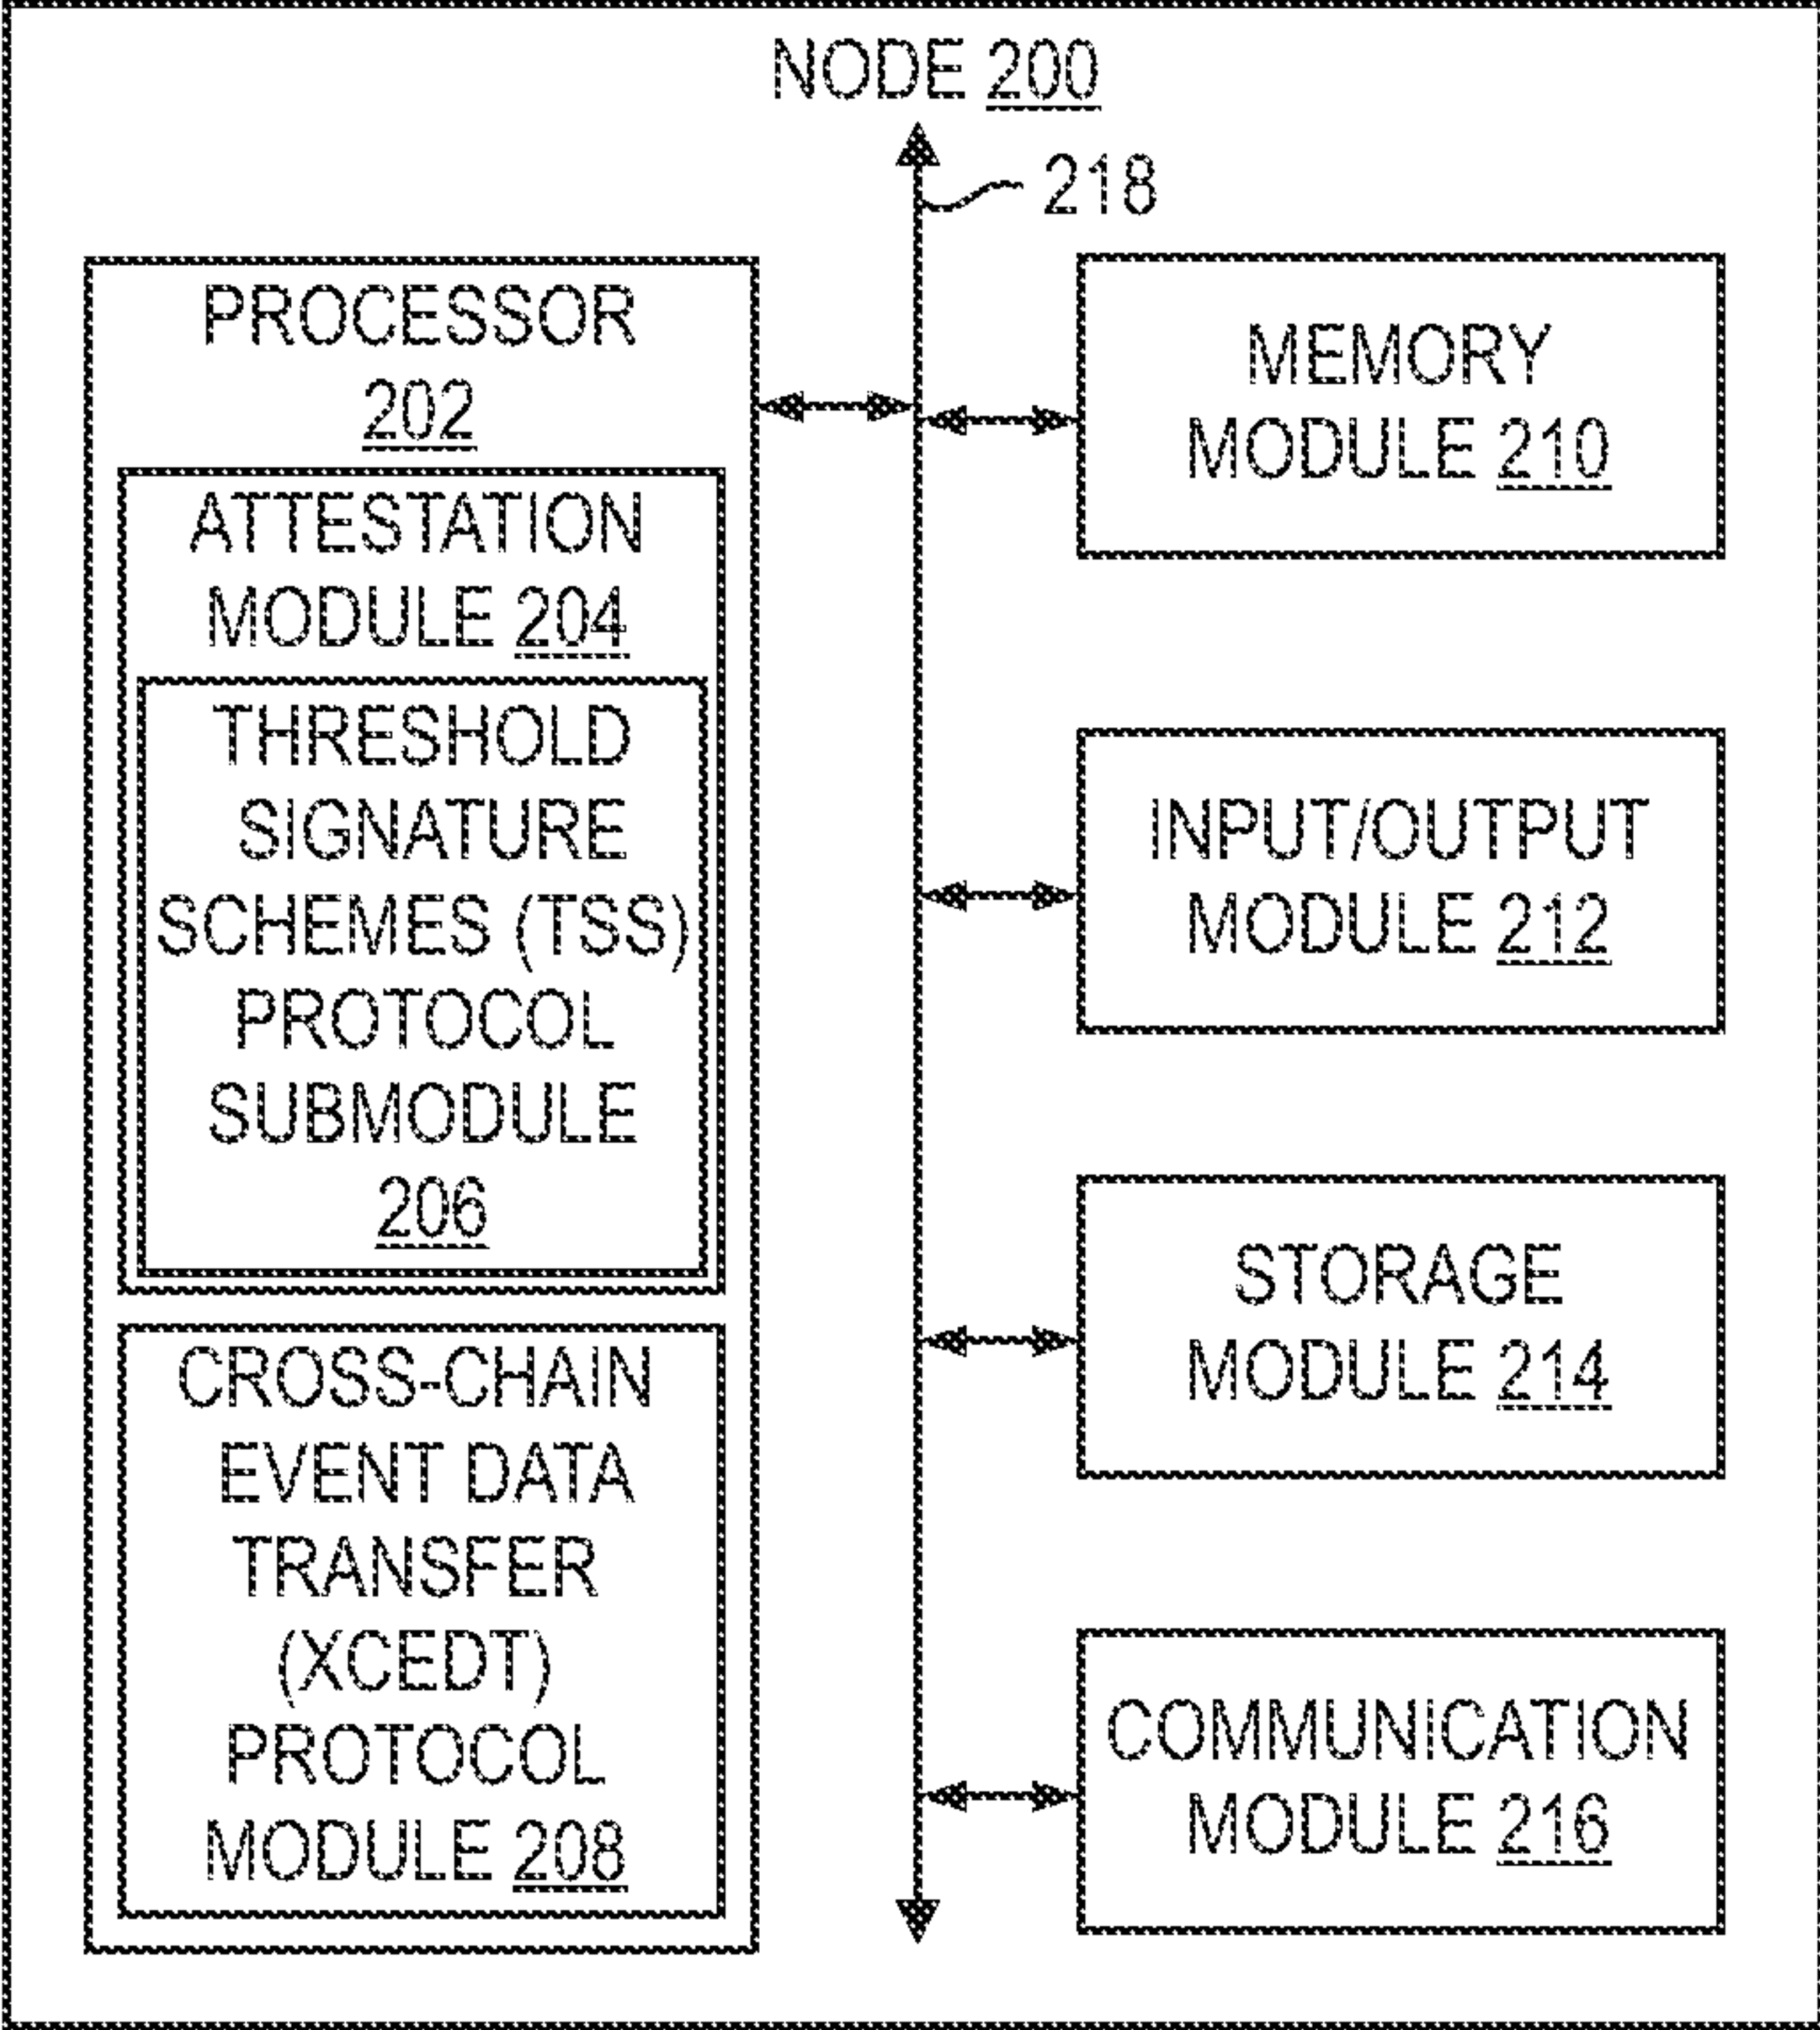 NODE 200
218
PROCESSOR
202
ATTESTATION
MODULE 204
THRESHOLD
SIGNATURE
SCHEMES (TSS)
PROTOCOL
SUBMODULE
206
CROSS-CHAIN
EVENT DATA
TRANSFER
(XCEDT)
PROTOCOL
MODULE 208
MEMORY
MODULE 210
INPUT/OUTPUT
MODULE 212
STORAGE
MODULE 214
COMMUNICATION
MODULE 216